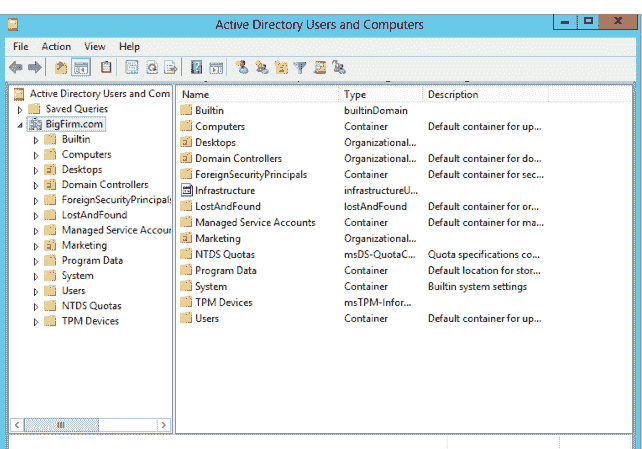 Active Directory Users and Computers
File Action View Help
Active Directory Users and Com
Saved Queries
BigFirm.com
Builtin
Computers
Desktops
Domain Controllers
ForeignSecurityPrincipals
LostAndFound
Managed Service Accour
Marketing
Program Data
System
Users
NTDS Quotas
TPM Devices
Name Type Description
Builtin builtinDomain
Computers Container Default container for up...
Desktops Organizational...
Domain Controllers Organizational... Default container for do...
ForeignSecurityPrincipals Container Default container for sec...
Infrastructure infrastructureU...
LostAndFound lostAndFound Default container for or...
Managed Service Accounts Container Default container for ma...
Marketing Organizational...
NTDS Quotas msDS-QuotaC... Quota specifications co...
Program Data Container Default location for stor...
System Container Builtin system settings
TPM Devices msTPM-Infor...
Users Container Default container for up...